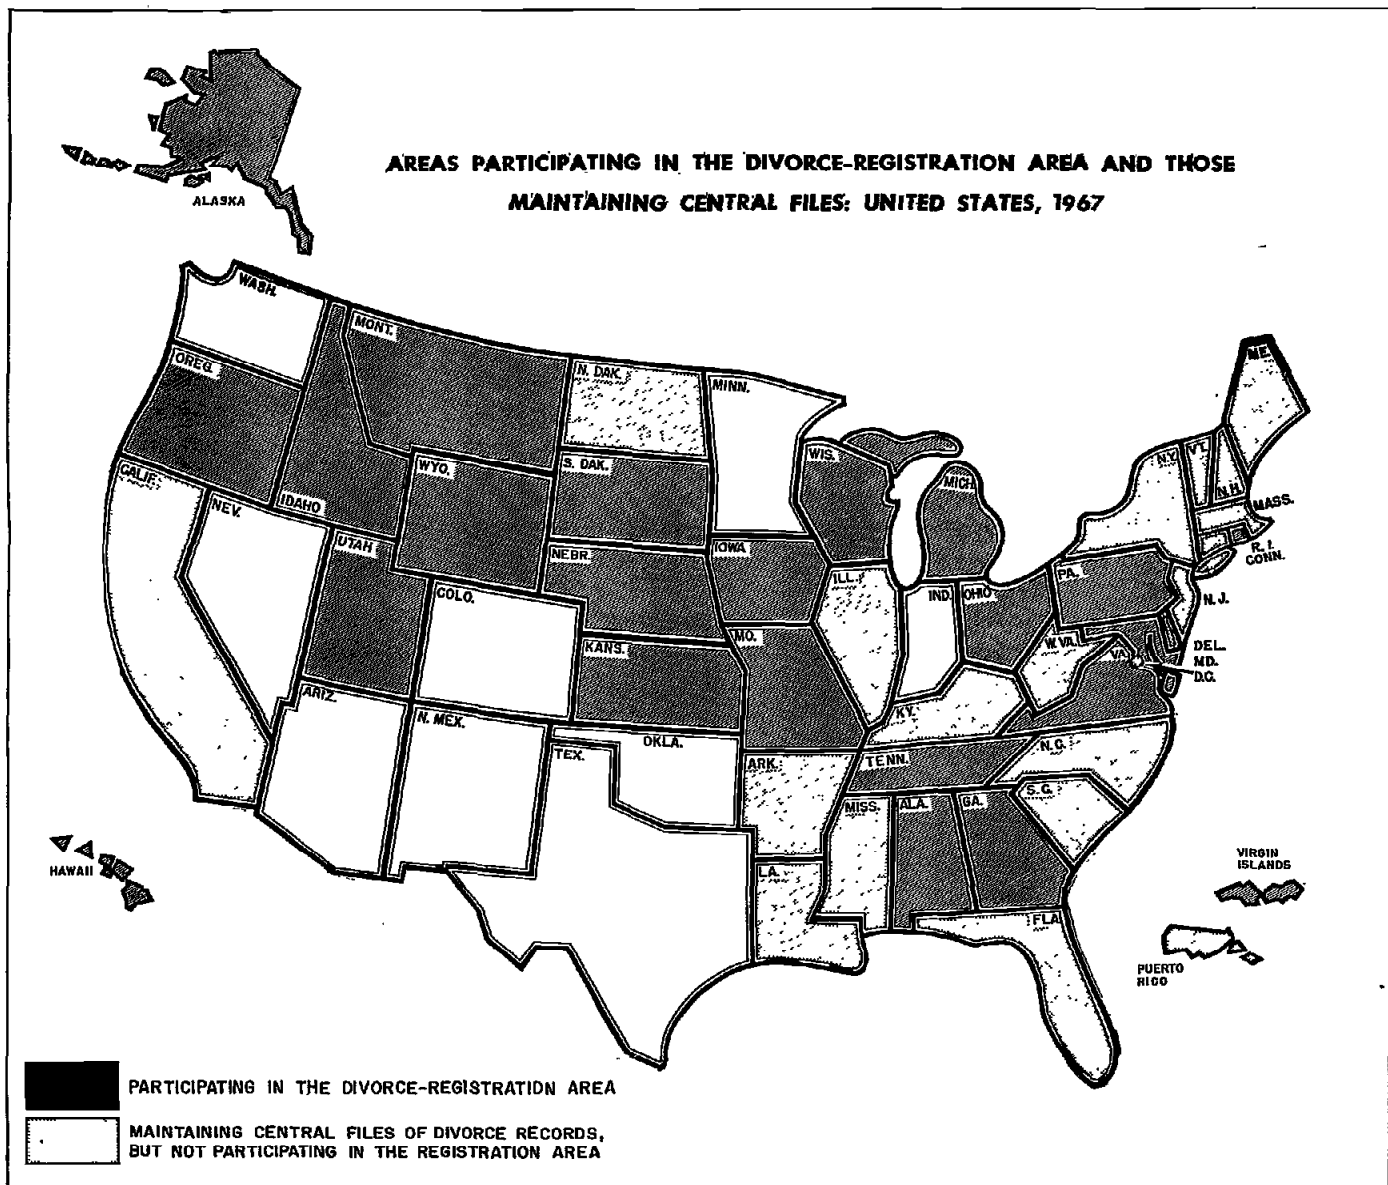 AREAS PARTICIPATING IN THE DIVORCE-REGISTRATION AREA AND THOSE
MAINTAINING CENTRAL FILES: UNITED STATES, 1967
ALASKA
WASH.
MONT.
OREG.
N. DAK.
MINN.
ME.
CALIF.
NEV.
IDAHO
WYO.
S. DAK.
WIS.
MICH.
N.Y.
VT.
N.H.
MASS.
R. I.
CONN.
UTAH
NEBR.
IOWA
COLO.
ILL.
IND.
OHIO
PA.
N. J.
KANS.
MO.
W. VA.
VA.
DEL.
MD.
D.C.
ARIZ.
N. MEX.
OKLA.
TEX.
KY.
TENN.
N.C.
S.C.
ARK.
MISS.
ALA.
GA.
LA.
FLA.
HAWAII
VIRGIN
ISLANDS
PUERTO
RICO
PARTICIPATING IN THE DIVORCE-REGISTRATION AREA
MAINTAINING CENTRAL FILES OF DIVORCE RECORDS,
BUT NOT PARTICIPATING IN THE REGISTRATION AREA